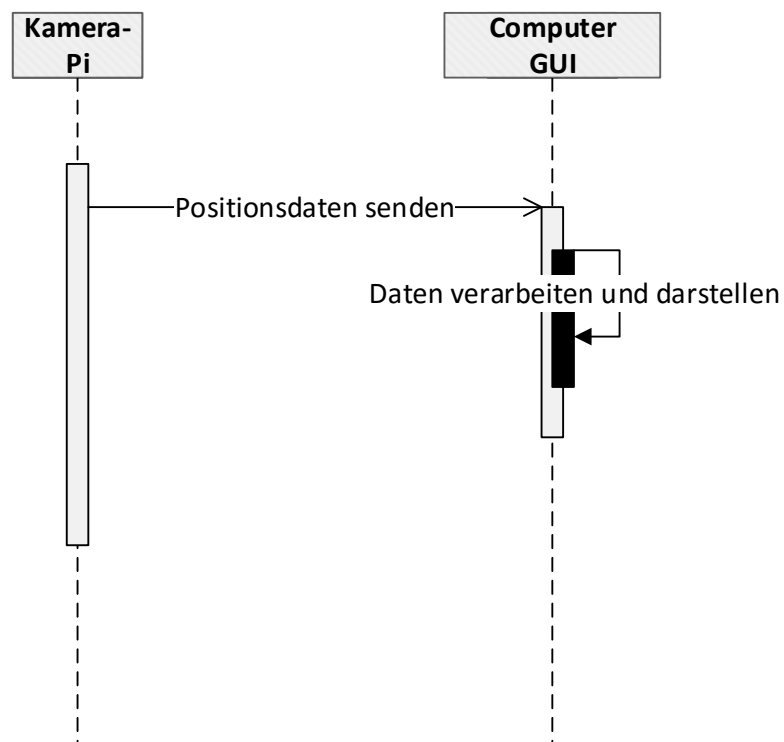 Kamera-
Pi
Computer
GUI
Positionsdaten senden
Daten verarbeiten und darstellen